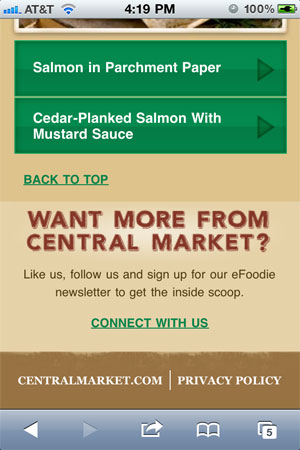 AT&T 4:19 PM 100%
Salmon in Parchment Paper
Cedar-Planked Salmon With
Mustard Sauce
BACK TO TOP
WANT MORE FROM
CENTRAL MARKET?
Like us, follow us and sign up for our eFoodie
newsletter to get the inside scoop.
CONNECT WITH US
CENTRALMARKET.COM | PRIVACY POLICY
5